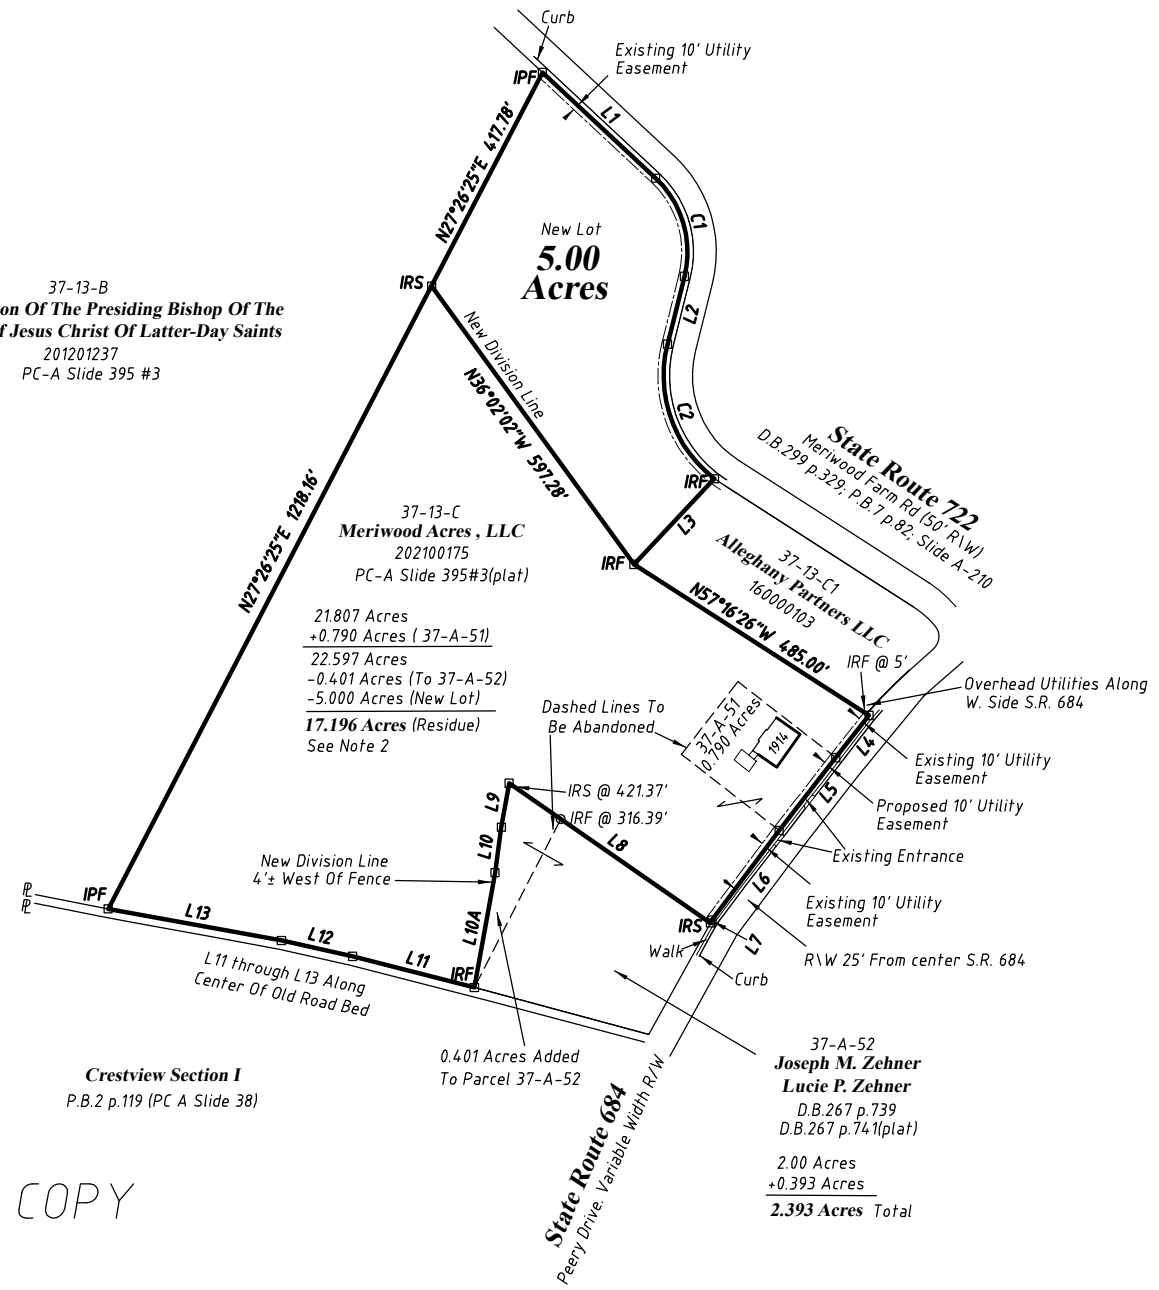 Curb
Existing 10' Utility
Easement
IPF
L1
N27°26'25"E 417.78'
C1
New Lot
5.00
Acres
IRS
L2
37-13-B
on Of The Presiding Bishop Of The
f Jesus Christ Of Latter-Day Saints
201201237
PC-A Slide 395 #3
New Division Line
N36°02'02"W 597.28'
C2
State Route 722
Meriwood Farm Rd (50' R\W)
D.B.299 p.329; P.B.7 p.82; Slide A-210
IRF
L3
N27°26'25"E 1218.16'
37-13-C
Meriwood Acres , LLC
202100175
PC-A Slide 395#3(plat)
21.807 Acres
+0.790 Acres ( 37-A-51)
22.597 Acres
-0.401 Acres (To 37-A-52)
-5.000 Acres (New Lot)
17.196 Acres (Residue)
See Note 2
IRF
37-13-C1
Alleghany Partners LLC
160000103
N57°16'26"W 485.00'
IRF @ 5'
Overhead Utilities Along
W. Side S.R. 684
Dashed Lines To
Be Abandoned
37-A-51
0.790 Acres)
1914
L4
Existing 10' Utility
Easement
L5
Proposed 10' Utility
Easement
Existing Entrance
L9
IRS @ 421.37'
IRF @ 316.39'
L10
L8
New Division Line
4'± West Of Fence
L6
Existing 10' Utility
Easement
PL
PL
IPF
L13
L12
L11
L10A
IRF
IRS
L7
Walk
Curb
R\W 25' From center S.R. 684
L11 through L13 Along
Center Of Old Road Bed
0.401 Acres Added
To Parcel 37-A-52
Crestview Section I
P.B.2 p.119 (PC A Slide 38)
State Route 684
Peery Drive. Variable Width R/W
37-A-52
Joseph M. Zehner
Lucie P. Zehner
D.B.267 p.739
D.B.267 p.741(plat)
2.00 Acres
+0.393 Acres
2.393 Acres Total
COPY